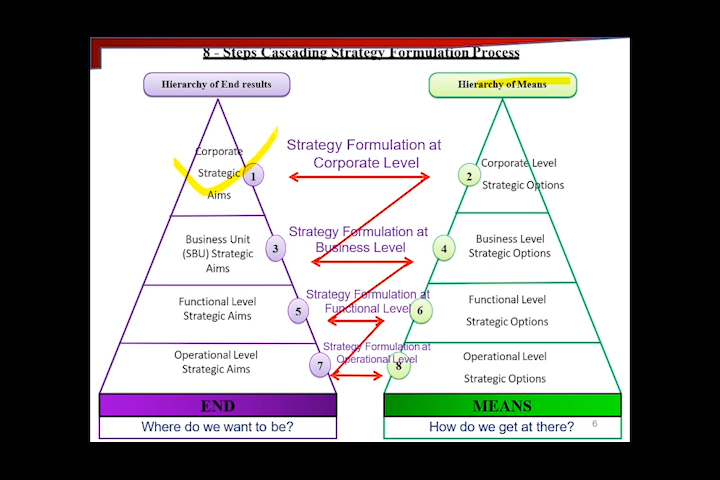 8 - Steps Cascading Strategy Formulation Process
Hierarchy of End results
Hierarchy of Means
Corporate
Strategic
Aims
1
Strategy Formulation at
Corporate Level
2
Corporate Level
Strategic Options
Business Unit
(SBU) Strategic
Aims
3
Strategy Formulation at
Business Level
4
Business Level
Strategic Options
Functional Level
Strategic Aims
5
Strategy Formulation at
Functional Level
6
Functional Level
Strategic Options
Operational Level
Strategic Aims
7
Strategy Formulation at
Operational Level
8
Operational Level
Strategic Options
END
MEANS
Where do we want to be?
How do we get at there?
6